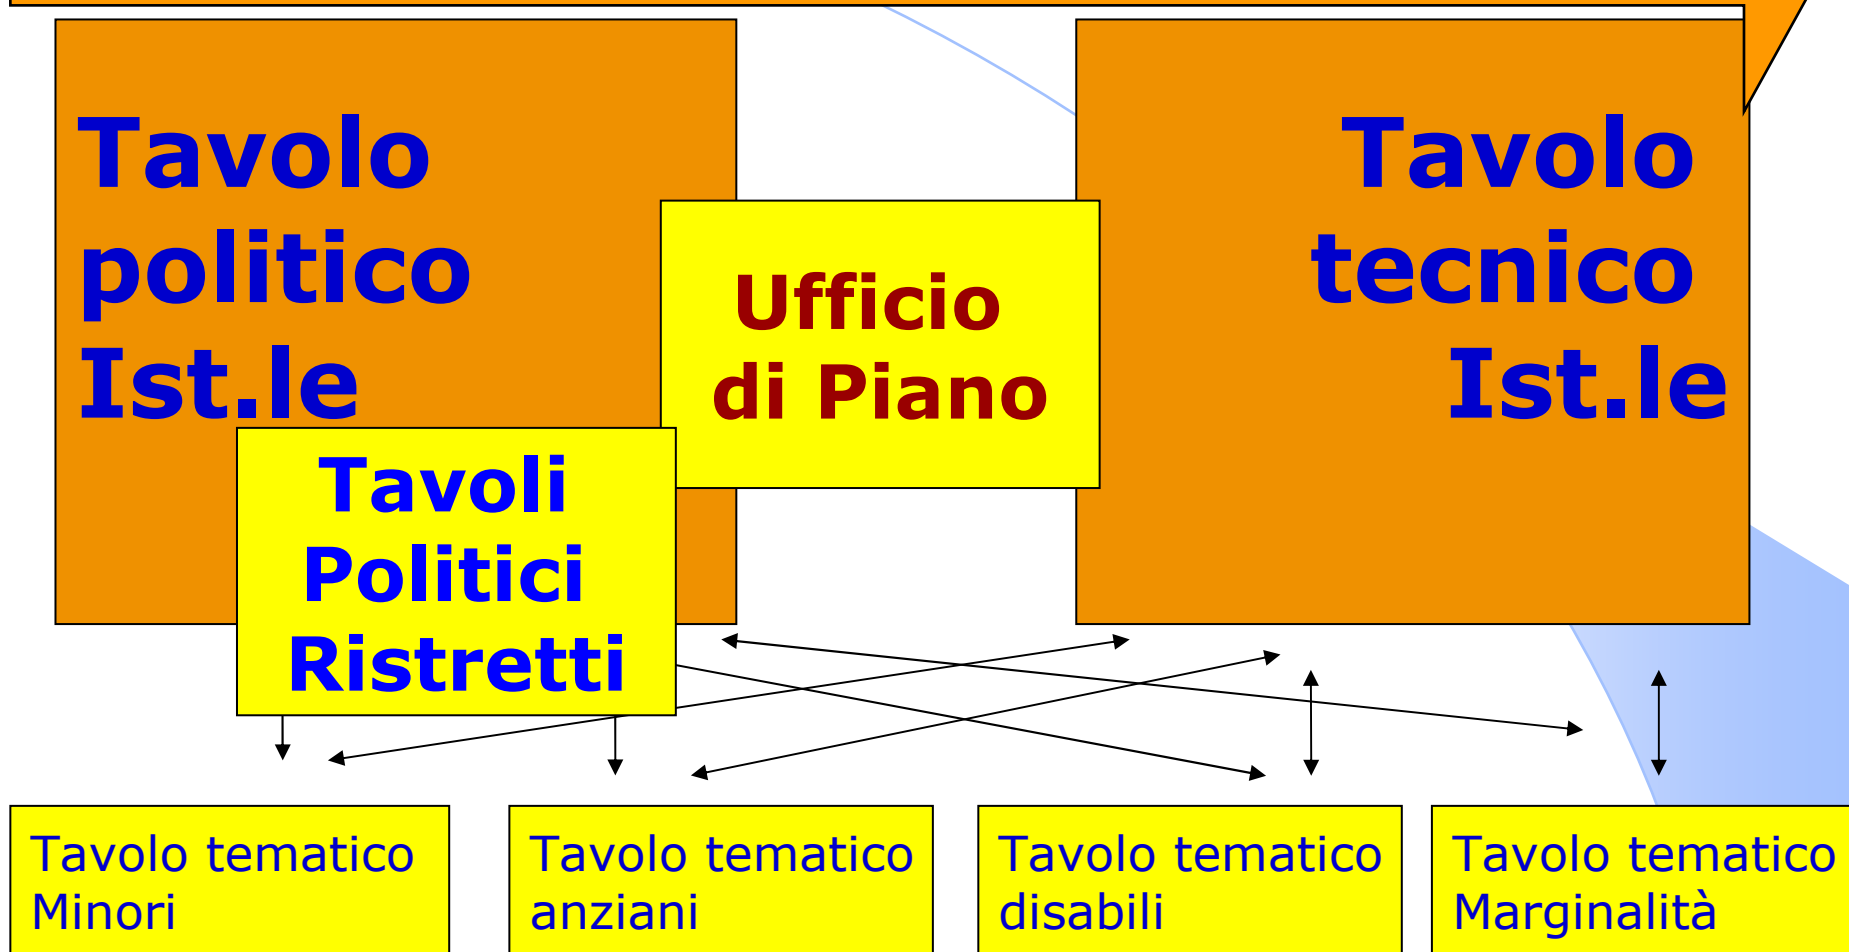 Tavolo
politico
Ist.le
Tavolo
tecnico
Ist.le
Ufficio
di Piano
Tavoli
Politici
Ristretti
Tavolo tematico
Minori
Tavolo tematico
anziani
Tavolo tematico
disabili
Tavolo tematico
Marginalità